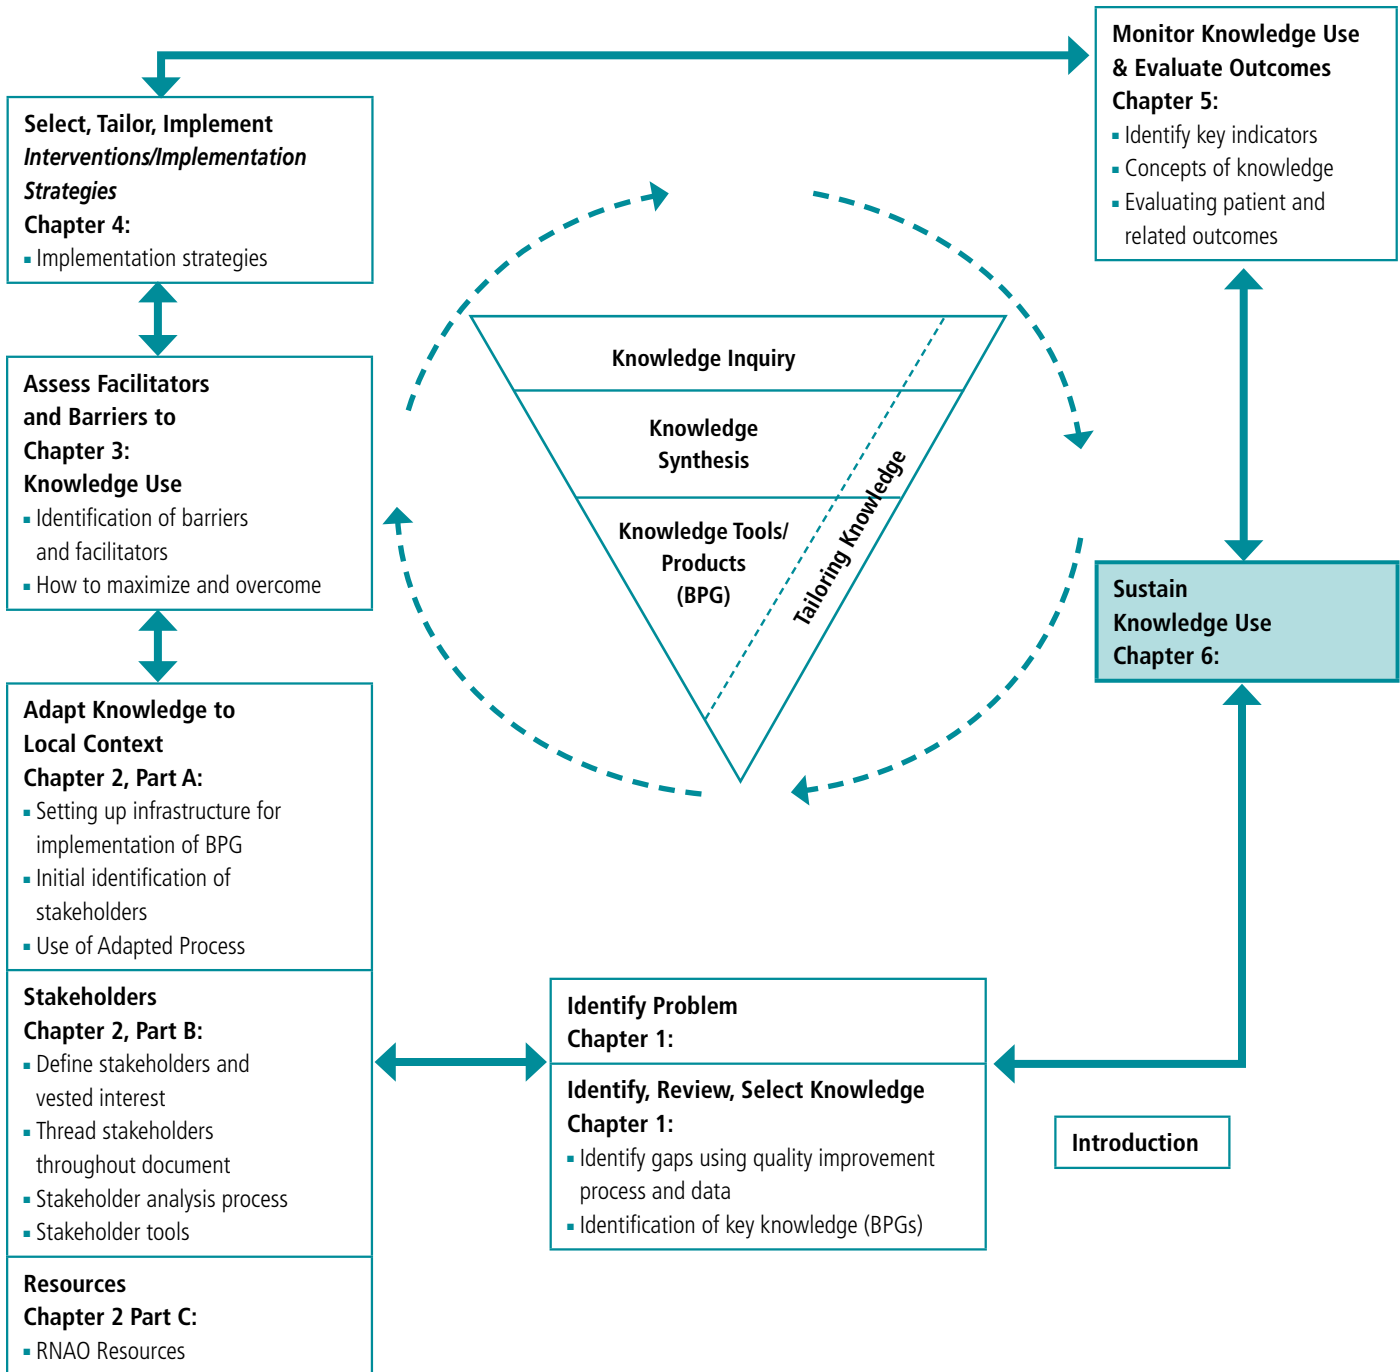 Monitor Knowledge Use
& Evaluate Outcomes
Chapter 5:
▪ Identify key indicators
▪ Concepts of knowledge
▪ Evaluating patient and
related outcomes
Select, Tailor, Implement
Interventions/Implementation
Strategies
Chapter 4:
▪ Implementation strategies
Assess Facilitators
and Barriers to
Chapter 3:
Knowledge Use
▪ Identification of barriers
and facilitators
▪ How to maximize and overcome
Knowledge Inquiry
Knowledge
Synthesis
Knowledge Tools/
Products
(BPG)
Tailoring Knowledge
Sustain
Knowledge Use
Chapter 6:
Adapt Knowledge to
Local Context
Chapter 2, Part A:
▪ Setting up infrastructure for
implementation of BPG
▪ Initial identification of
stakeholders
▪ Use of Adapted Process
Stakeholders
Chapter 2, Part B:
▪ Define stakeholders and
vested interest
▪ Thread stakeholders
throughout document
▪ Stakeholder analysis process
▪ Stakeholder tools
Resources
Chapter 2 Part C:
▪ RNAO Resources
Identify Problem
Chapter 1:
Identify, Review, Select Knowledge
Chapter 1:
▪ Identify gaps using quality improvement
process and data
▪ Identification of key knowledge (BPGs)
Introduction